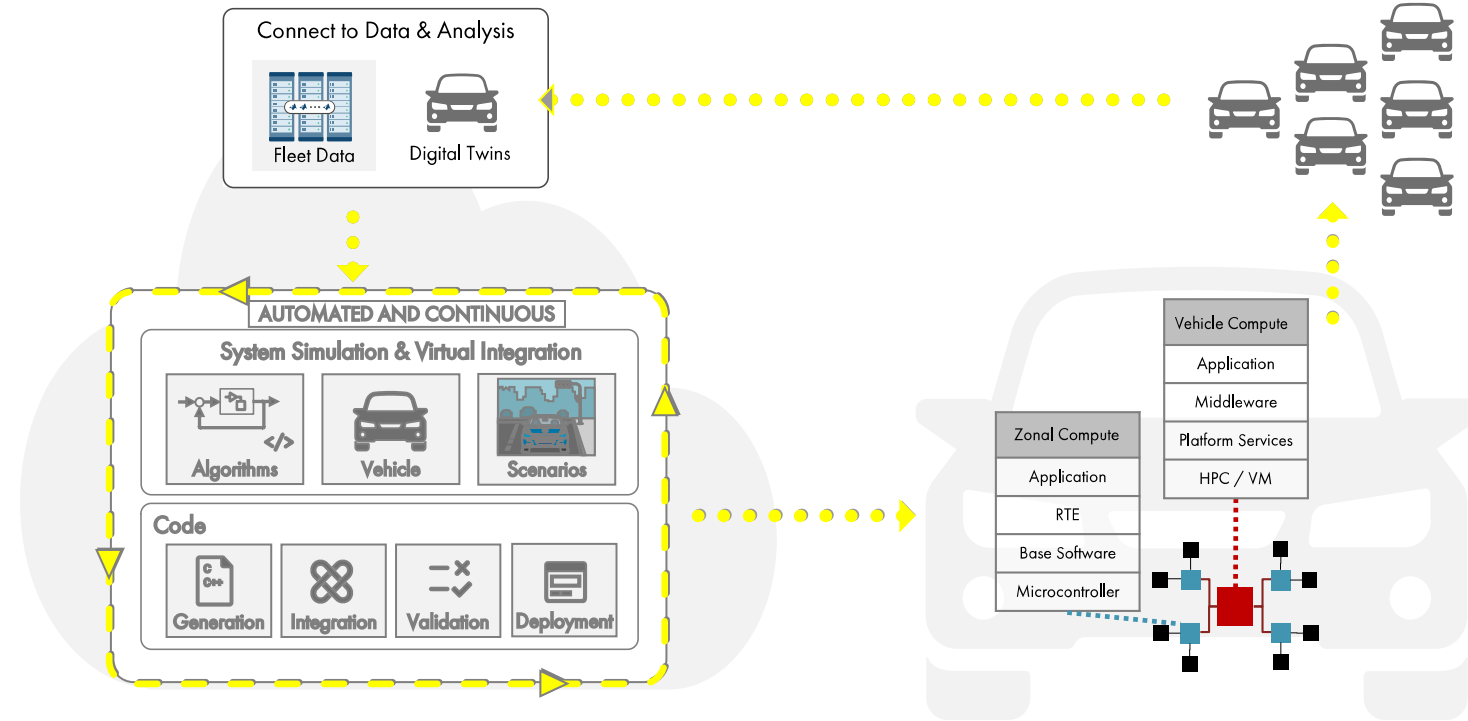 Connect to Data & Analysis
Fleet Data
Digital Twins
AUTOMATED AND CONTINUOUS
System Simulation & Virtual Integration
</>
Algorithms
Vehicle
Scenarios
Code
C
C++
Generation
Integration
Validation
Deployment
Zonal Compute
Application
RTE
Base Software
Microcontroller
Vehicle Compute
Application
Middleware
Platform Services
HPC / VM